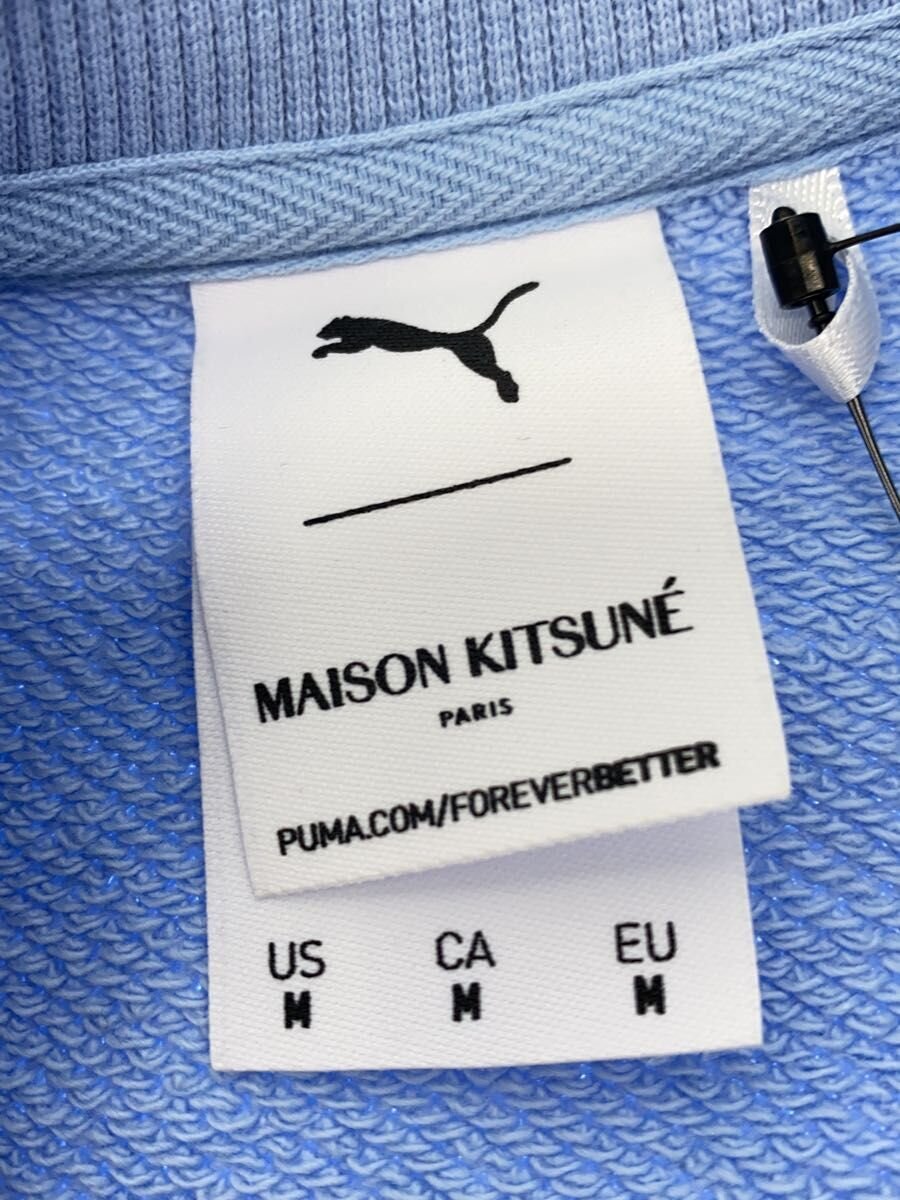 MAISON KITSUNÉ
PARIS
PUMA.COM/FOREVERBETTER
US CA EU
M M M